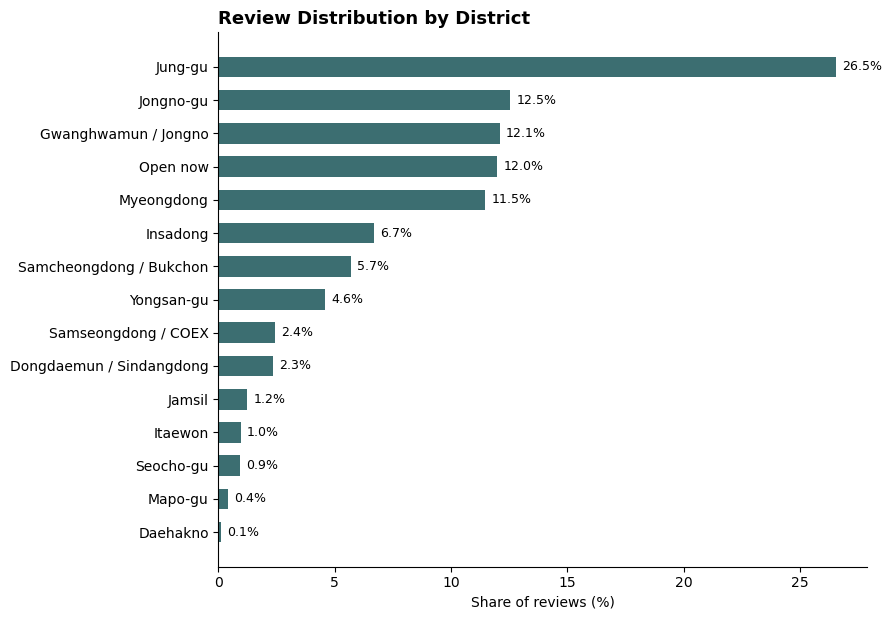 Review Distribution by District
Jung-gu 26.5%
Jongno-gu 12.5%
Gwanghwamun / Jongno 12.1%
Open now 12.0%
Myeongdong 11.5%
Insadong 6.7%
Samcheongdong / Bukchon 5.7%
Yongsan-gu 4.6%
Samseongdong / COEX 2.4%
Dongdaemun / Sindangdong 2.3%
Jamsil 1.2%
Itaewon 1.0%
Seocho-gu 0.9%
Mapo-gu 0.4%
Daehakno 0.1%
0 5 10 15 20 25
Share of reviews (%)